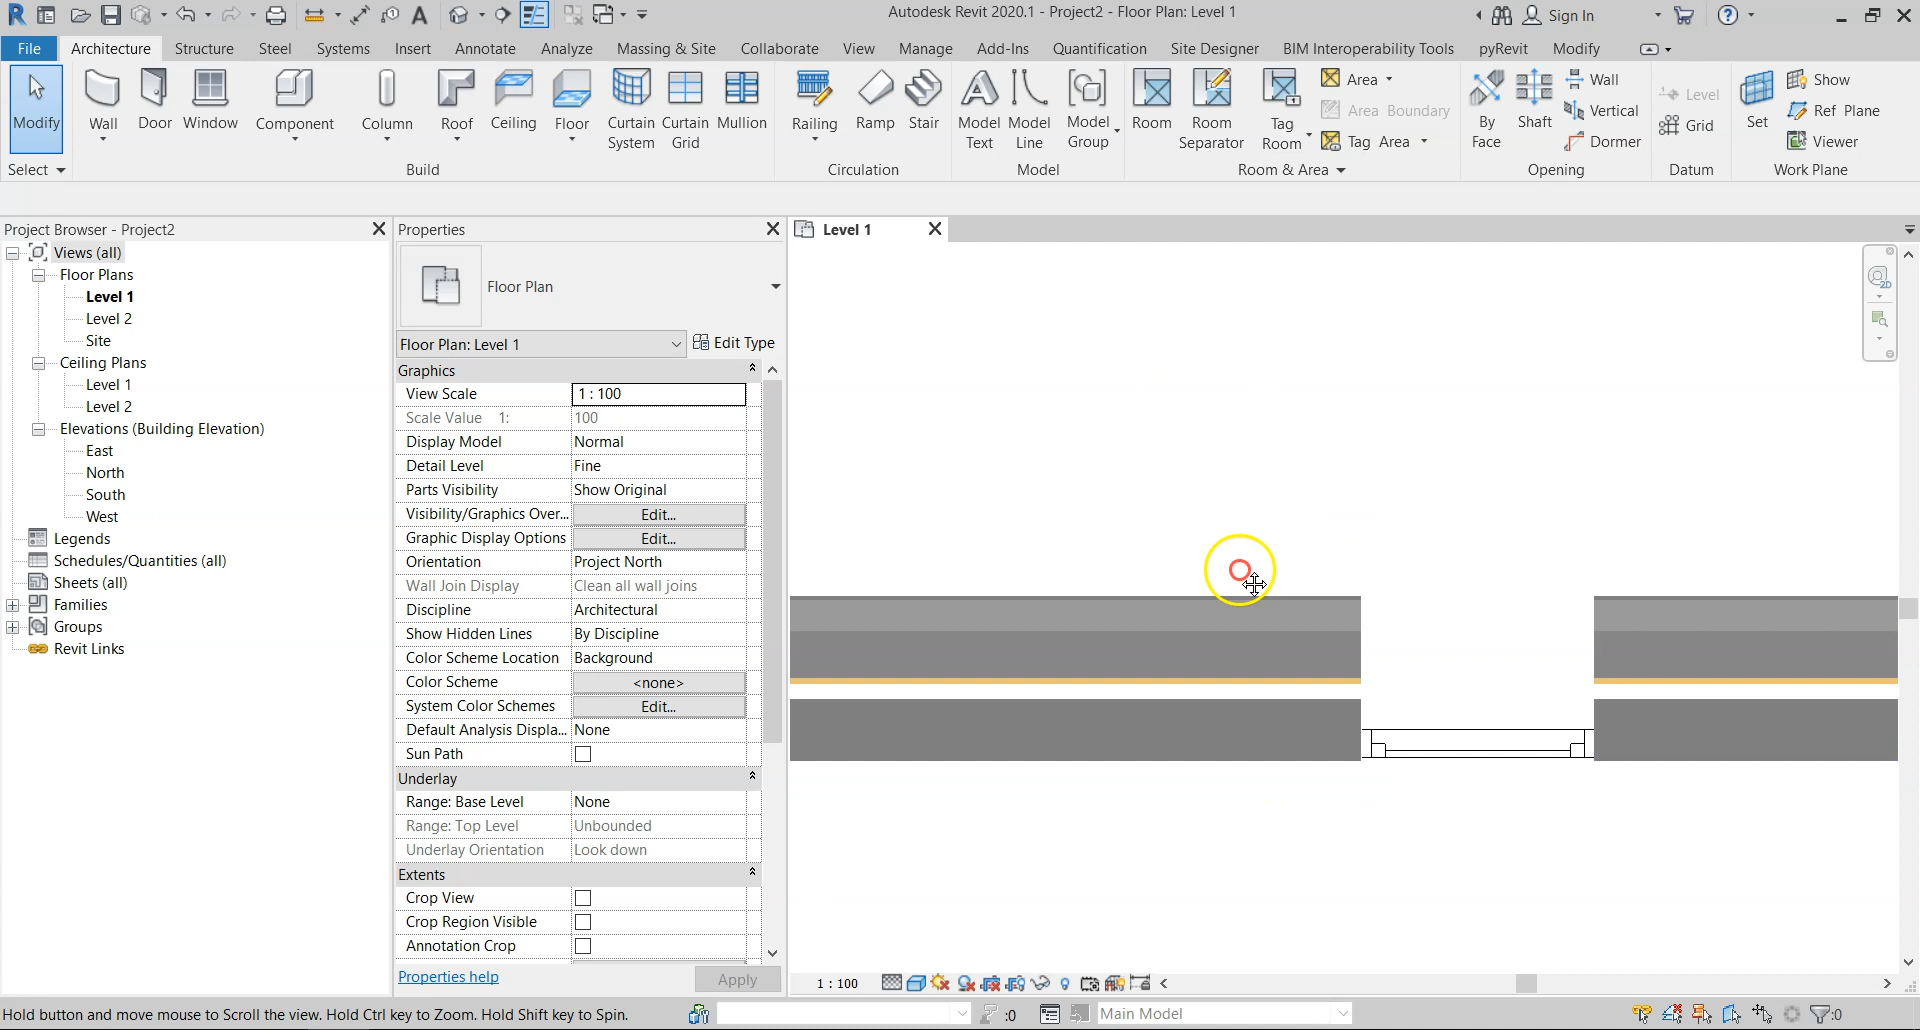 Autodesk Revit 2020.1 - Project2 - Floor Plan: Level 1
Sign In
File Architecture Structure Steel Systems Insert Annotate Analyze Massing & Site Collaborate View Manage Add-Ins Quantification Site Designer BIM Interoperability Tools pyRevit Modify
Modify
Wall
Door
Window
Component
Column
Roof
Ceiling
Floor
Curtain System
Curtain Grid
Mullion
Railing
Ramp
Stair
Model Text
Model Line
Model Group
Room
Room Separator
Tag Room
Area
Area Boundary
Tag Area
By Face
Shaft
Wall
Vertical
Dormer
Level
Grid
Set
Show
Ref Plane
Viewer
Select
Build
Circulation
Model
Room & Area
Opening
Datum
Work Plane
Project Browser - Project2
Views (all)
Floor Plans
Level 1
Level 2
Site
Ceiling Plans
Level 1
Level 2
Elevations (Building Elevation)
East
North
South
West
Legends
Schedules/Quantities (all)
Sheets (all)
Families
Groups
Revit Links
Properties
Floor Plan
Floor Plan: Level 1
Edit Type
Graphics
View Scale 1 : 100
Scale Value 1: 100
Display Model Normal
Detail Level Fine
Parts Visibility Show Original
Visibility/Graphics Over... Edit...
Graphic Display Options Edit...
Orientation Project North
Wall Join Display Clean all wall joins
Discipline Architectural
Show Hidden Lines By Discipline
Color Scheme Location Background
Color Scheme <none>
System Color Schemes Edit...
Default Analysis Displa... None
Sun Path
Underlay
Range: Base Level None
Range: Top Level Unbounded
Underlay Orientation Look down
Extents
Crop View
Crop Region Visible
Annotation Crop
Properties help
Apply
Level 1
2D
1 : 100
Hold button and move mouse to Scroll the view. Hold Ctrl key to Zoom. Hold Shift key to Spin.
:0
Main Model
:0